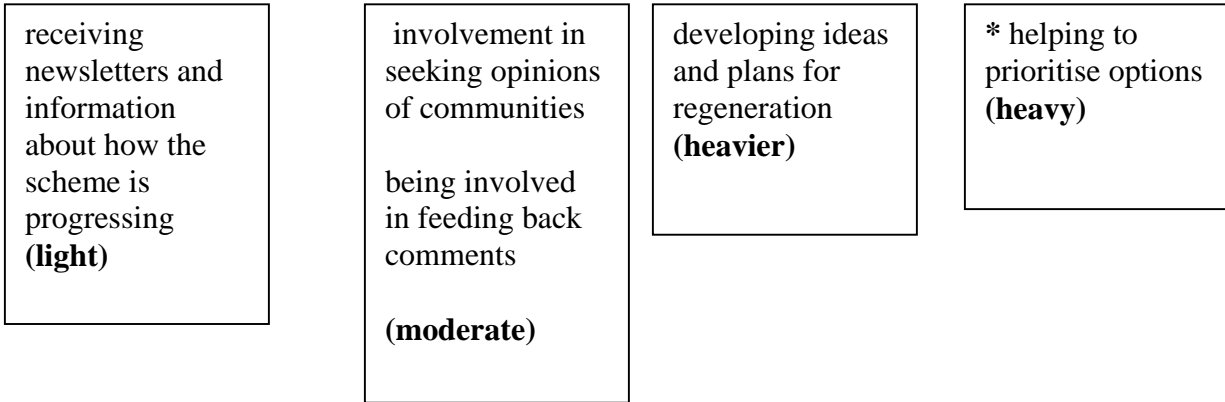 receiving
newsletters and
information
about how the
scheme is
progressing
(light)
involvement in
seeking opinions
of communities
being involved
in feeding back
comments
(moderate)
developing ideas
and plans for
regeneration
(heavier)
* helping to
prioritise options
(heavy)